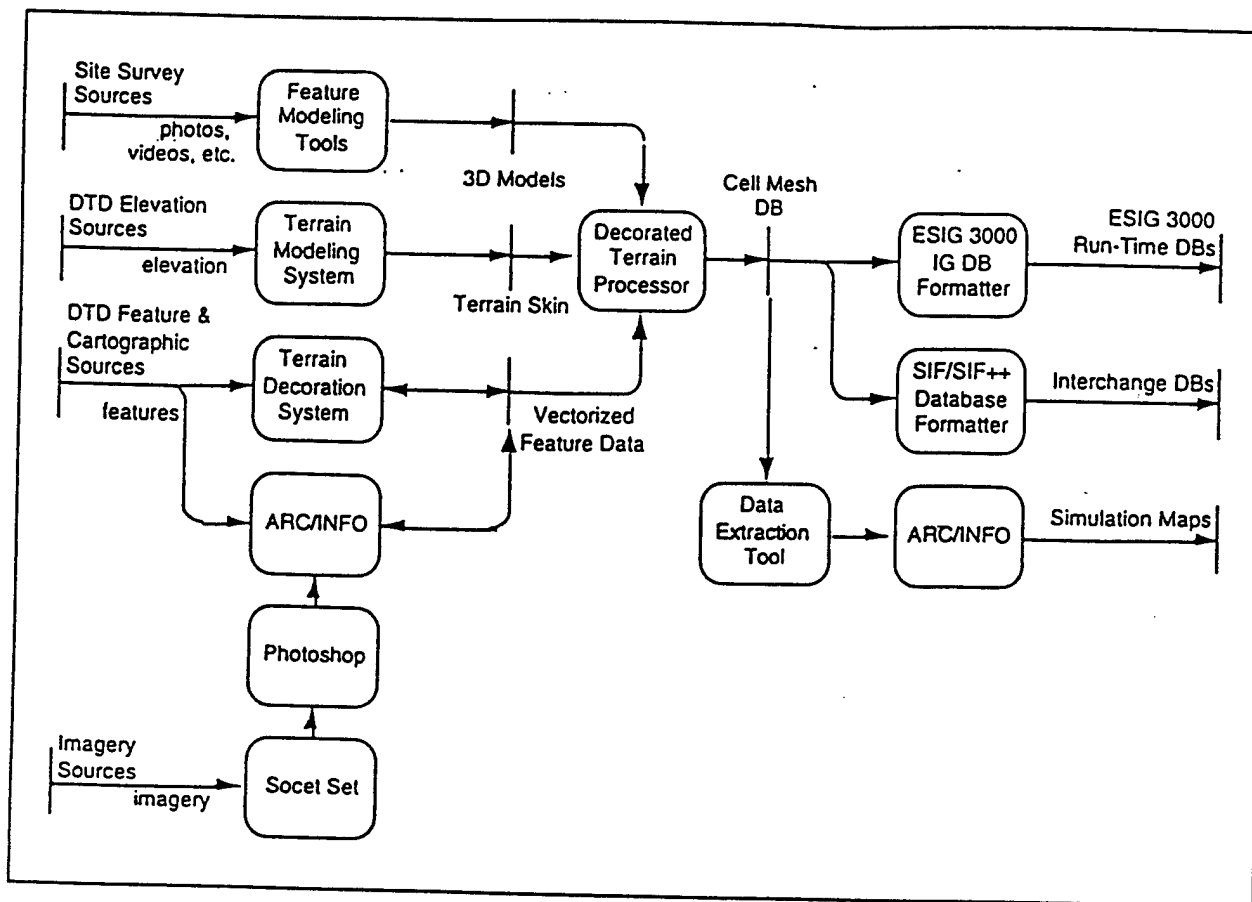 Site Survey
Sources
photos,
videos, etc.
Feature
Modeling
Tools
3D Models
DTD Elevation
Sources
elevation
Terrain
Modeling
System
Terrain Skin
DTD Feature &
Cartographic
Sources
features
Terrain
Decoration
System
Vectorized
Feature Data
ARC/INFO
Photoshop
Imagery
Sources
imagery
Socet Set
Decorated
Terrain
Processor
Cell Mesh
DB
ESIG 3000
IG DB
Formatter
ESIG 3000
Run-Time DBs
SIF/SIF++
Database
Formatter
Interchange DBs
Data
Extraction
Tool
ARC/INFO
Simulation Maps